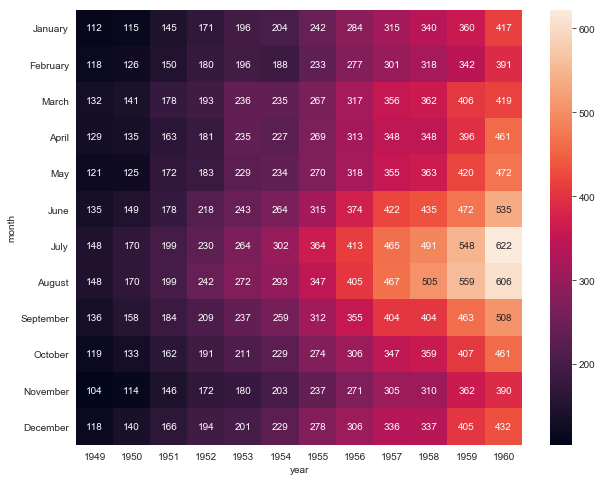 January 112 115 145 171 196 204 242 284 315 340 360 417
February 118 126 150 180 196 188 233 277 301 318 342 391
March 132 141 178 193 236 235 267 317 356 362 406 419
April 129 135 163 181 235 227 269 313 348 348 396 461
May 121 125 172 183 229 234 270 318 355 363 420 472
June 135 149 178 218 243 264 315 374 422 435 472 535
July 148 170 199 230 264 302 364 413 465 491 548 622
August 148 170 199 242 272 293 347 405 467 505 559 606
September 136 158 184 209 237 259 312 355 404 404 463 508
October 119 133 162 191 211 229 274 306 347 359 407 461
November 104 114 146 172 180 203 237 271 305 310 362 390
December 118 140 166 194 201 229 278 306 336 337 405 432
1949 1950 1951 1952 1953 1954 1955 1956 1957 1958 1959 1960
year
month
600
500
400
300
200